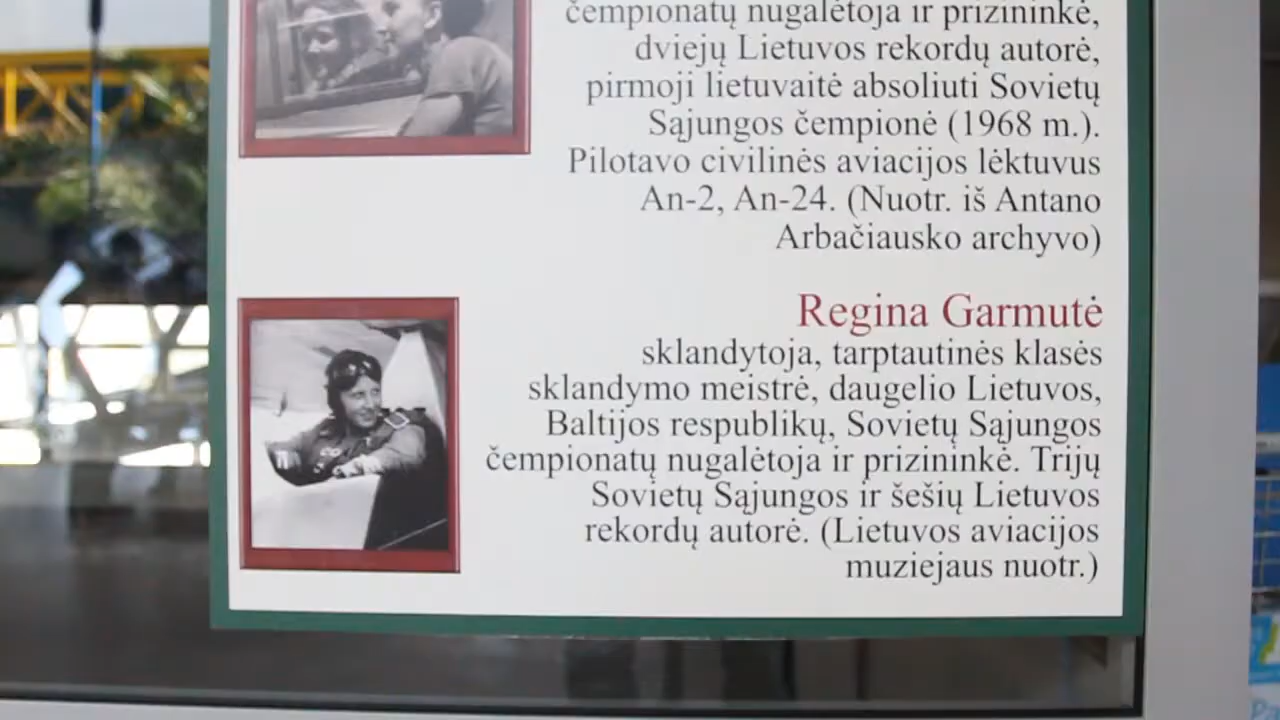 čempionatų nugalėtoja ir prizininkė,
dviejų Lietuvos rekordų autorė,
pirmoji lietuvaitė absoliuti Sovietų
Sąjungos čempionė (1968 m.).
Pilotavo civilinės aviacijos lėktuvus
An-2, An-24. (Nuotr. iš Antano
Arbačiausko archyvo)
Regina Garmutė
sklandytoja, tarptautinės klasės
sklandymo meistrė, daugelio Lietuvos,
Baltijos respublikų, Sovietų Sąjungos
čempionatų nugalėtoja ir prizininkė. Trijų
Sovietų Sąjungos ir šešių Lietuvos
rekordų autorė. (Lietuvos aviacijos
muziejaus nuotr.)